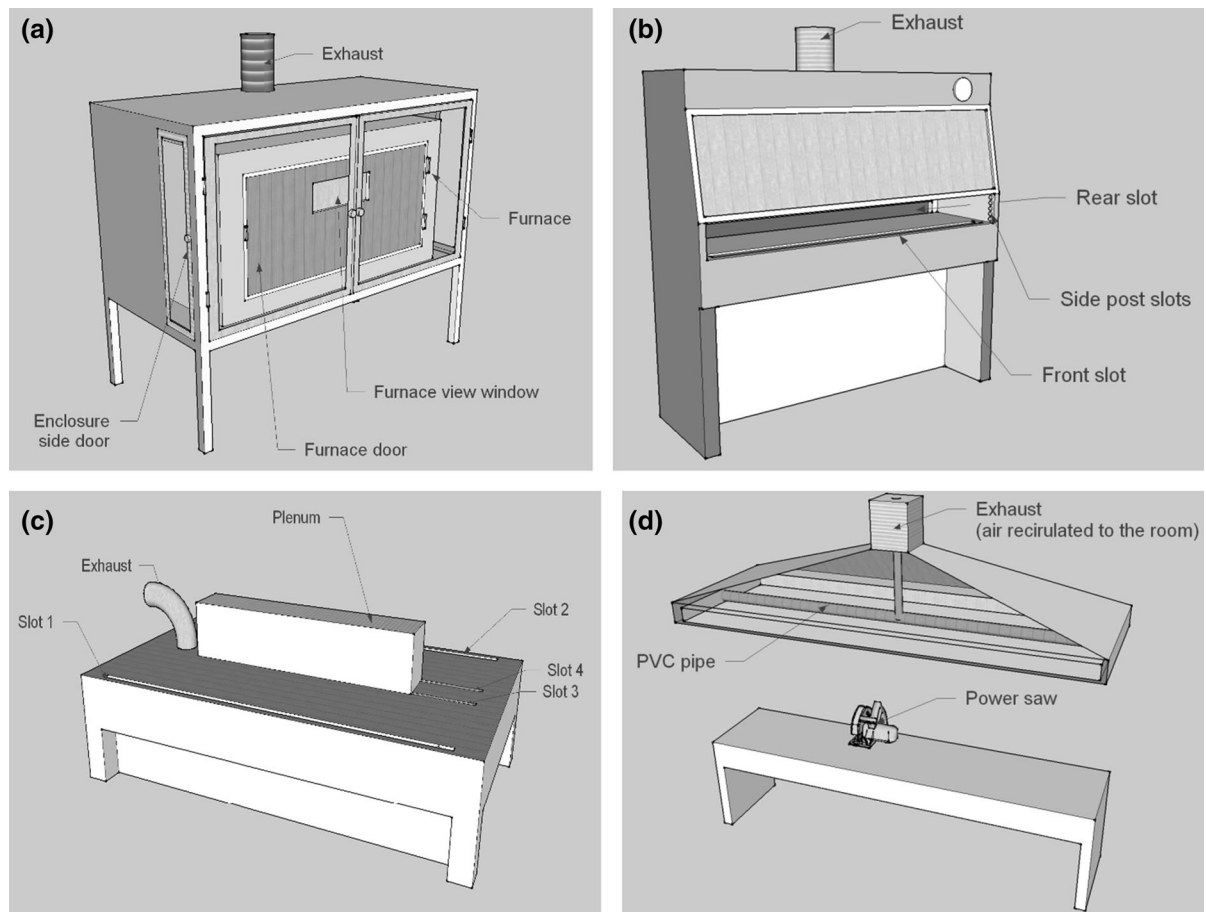 (a)
Exhaust
Furnace
Furnace view window
Enclosure
side door
Furnace door
(b)
Exhaust
Rear slot
Side post slots
Front slot
(c)
Plenum
Exhaust
Slot 1
Slot 2
Slot 4
Slot 3
(d)
Exhaust
(air recirulated to the room)
PVC pipe
Power saw